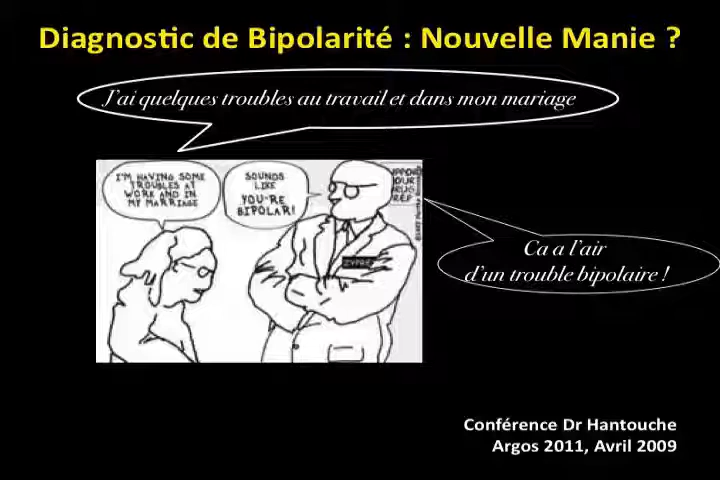 Diagnostic de Bipolarité : Nouvelle Manie ?
J'ai quelques troubles au travail et dans mon mariage
I'M HAVING SOME
TROUBLES AT
WORK AND IN
MY MARRIAGE
SOUNDS
LIKE
YOU'RE
BIPOLAR!
Ca a l'air
d'un trouble bipolaire !
Conférence Dr Hantouche
Argos 2011, Avril 2009